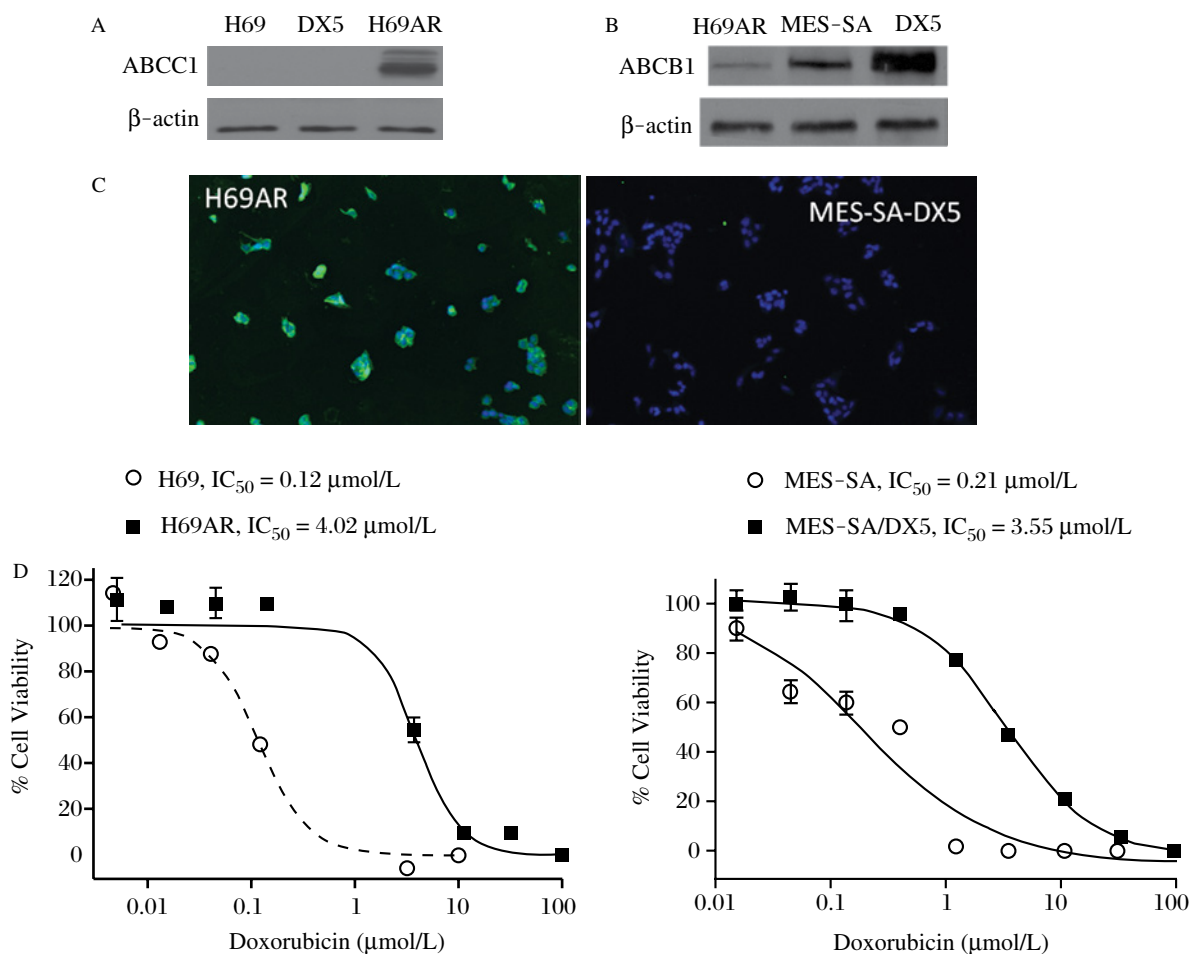 A
H69 DX5 H69AR
ABCC1
β-actin
B
H69AR MES-SA DX5
ABCB1
β-actin
C
H69AR
MES-SA-DX5
H69, IC50 = 0.12 μmol/L
H69AR, IC50 = 4.02 μmol/L
MES-SA, IC50 = 0.21 μmol/L
MES-SA/DX5, IC50 = 3.55 μmol/L
D
% Cell Viability
120
100
80
60
40
20
0
0.01 0.1 1 10 100
Doxorubicin (μmol/L)
% Cell Viability
100
80
60
40
20
0
0.01 0.1 1 10 100
Doxorubicin (μmol/L)